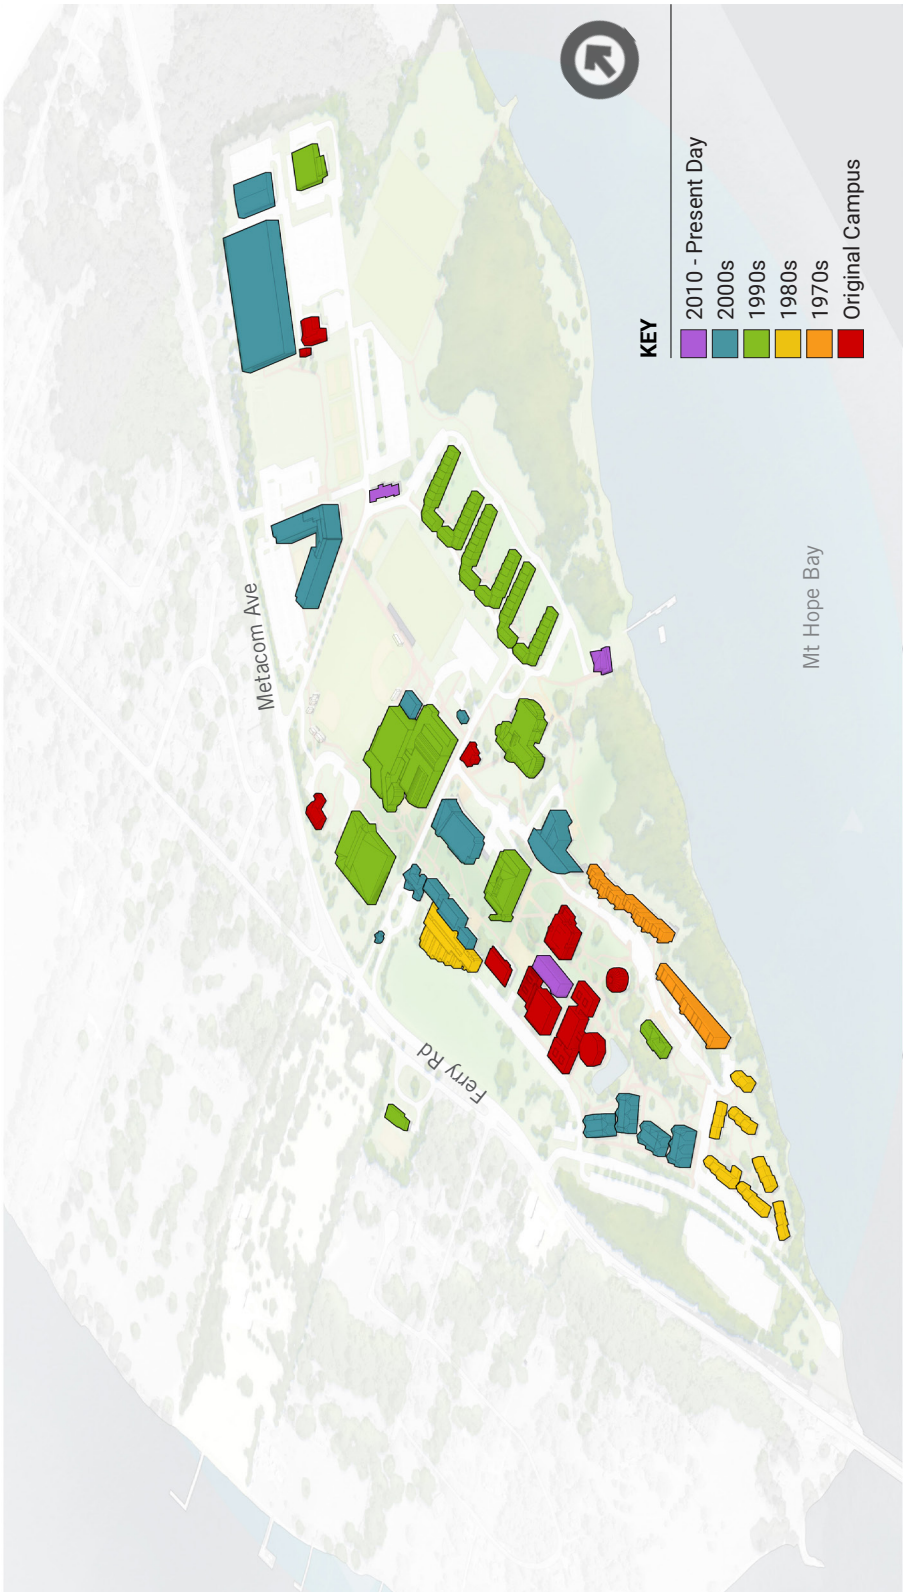 KEY
2010 - Present Day
2000s
1990s
1980s
1970s
Original Campus
Metacom Ave
Ferry Rd
Mt Hope Bay